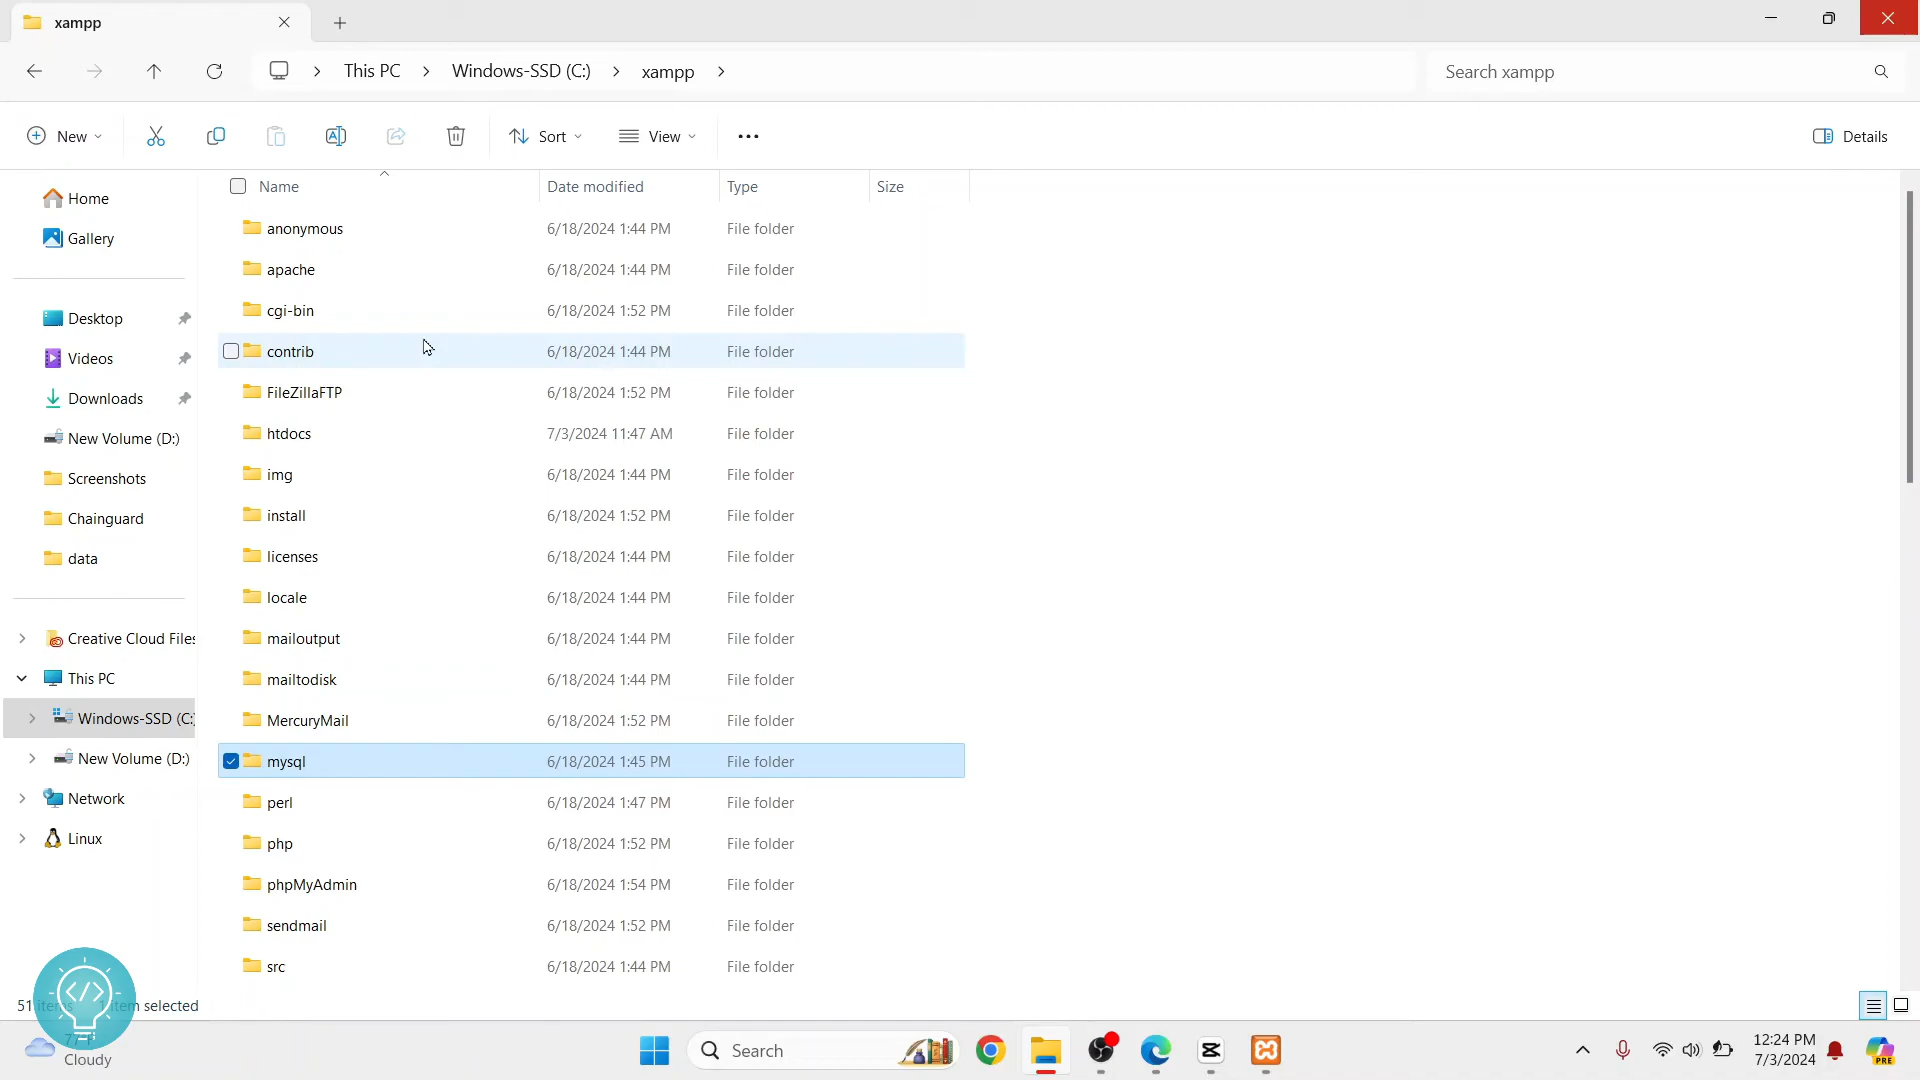 xampp
This PC
Windows-SSD (C:)
xampp
Search xampp
New
Sort
View
Details
Name
Date modified
Type
Size
Home
Gallery
Desktop
Videos
Downloads
New Volume (D:)
Screenshots
Chainguard
data
Creative Cloud Files
This PC
Windows-SSD (C:)
New Volume (D:)
Network
Linux
anonymous 6/18/2024 1:44 PM File folder
apache 6/18/2024 1:44 PM File folder
cgi-bin 6/18/2024 1:52 PM File folder
contrib 6/18/2024 1:44 PM File folder
FileZillaFTP 6/18/2024 1:52 PM File folder
htdocs 7/3/2024 11:47 AM File folder
img 6/18/2024 1:44 PM File folder
install 6/18/2024 1:52 PM File folder
licenses 6/18/2024 1:44 PM File folder
locale 6/18/2024 1:44 PM File folder
mailoutput 6/18/2024 1:44 PM File folder
mailtodisk 6/18/2024 1:44 PM File folder
MercuryMail 6/18/2024 1:52 PM File folder
mysql 6/18/2024 1:45 PM File folder
perl 6/18/2024 1:47 PM File folder
php 6/18/2024 1:52 PM File folder
phpMyAdmin 6/18/2024 1:54 PM File folder
sendmail 6/18/2024 1:52 PM File folder
src 6/18/2024 1:44 PM File folder
51 items 1 item selected
</>
77°F
Cloudy
Search
12:24 PM
7/3/2024
PRE